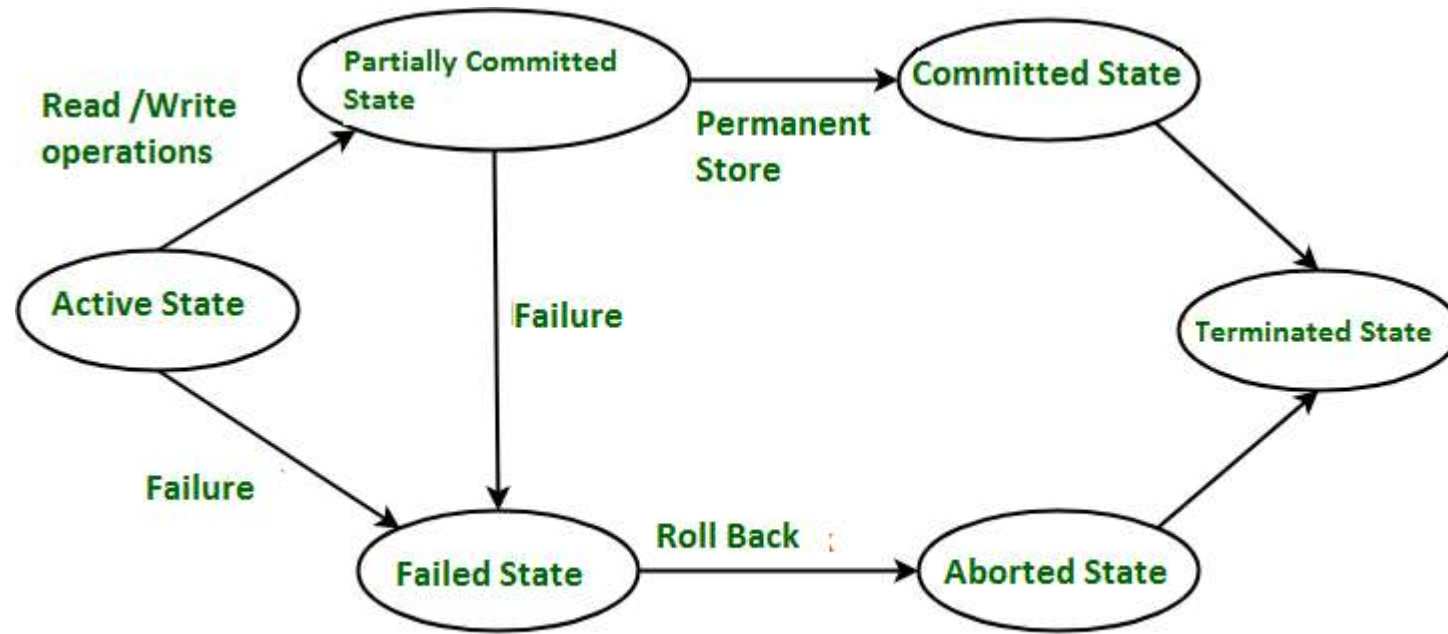 Partially Committed
State
Committed State
Read /Write
operations
Permanent
Store
Active State
Failure
Terminated State
Failure
Roll Back
Failed State
Aborted State